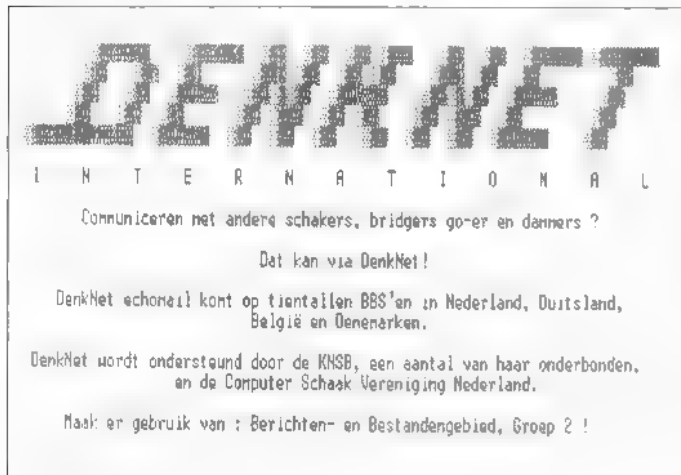 DENKNET
I N T E R N A T I O N A L
Communiceren met andere schakers, bridgers go-er en dammers ?
Dat kan via DenkNet!
DenkNet echomail komt op tientallen BBS'en in Nederland, Duitsland,
België en Denemarken.
DenkNet wordt ondersteund door de KNSB, een aantal van haar onderbonden,
en de Computer Schaak Vereniging Nederland.
Maak er gebruik van : Berichten- en Bestandengebied, Groep 2 !